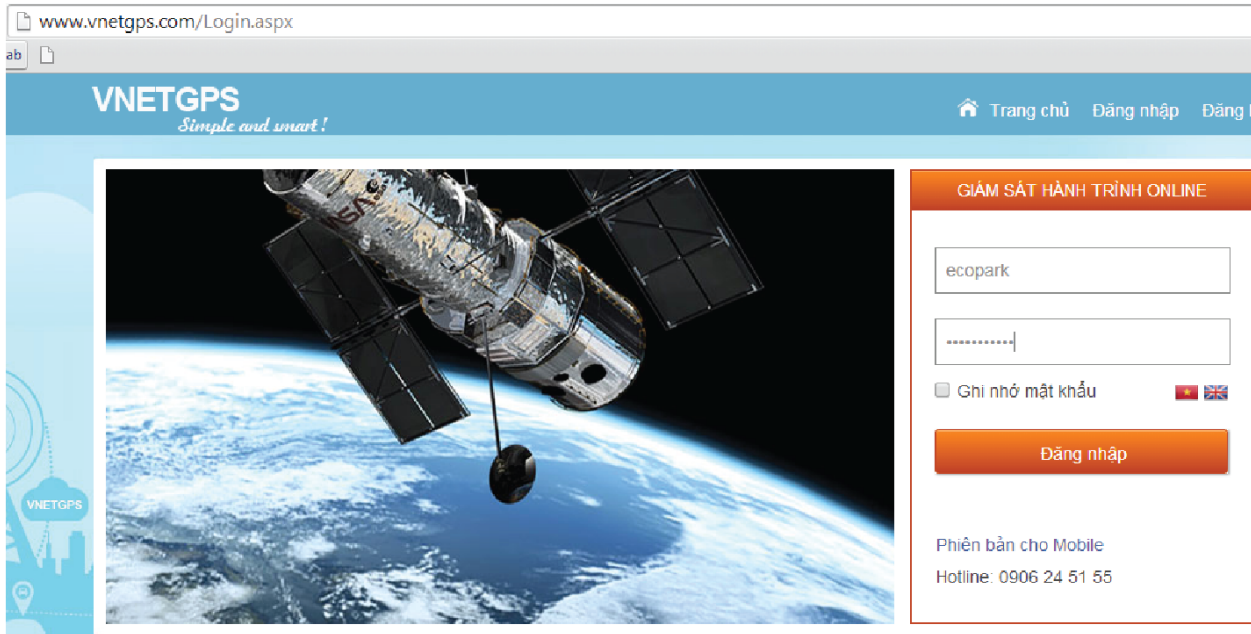 www.vnetgps.com/Login.aspx
ab
VNETGPS
Simple and smart !
Trang chủ Đăng nhập Đăng
GIÁM SÁT HÀNH TRÌNH ONLINE
ecopark
Ghi nhớ mật khẩu
Đăng nhập
VNETGPS
Phiên bản cho Mobile
Hotline: 0906 24 51 55